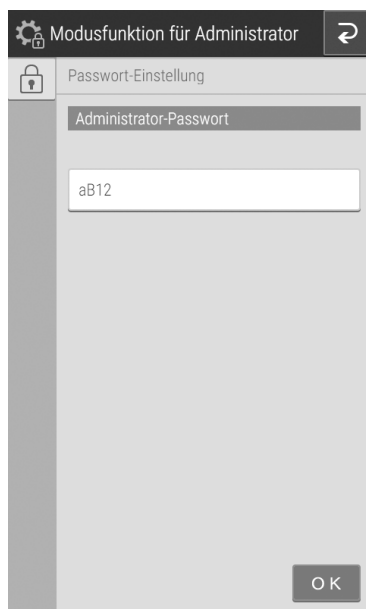 Modusfunktion für Administrator
Passwort-Einstellung
Administrator-Passwort
aB12
OK